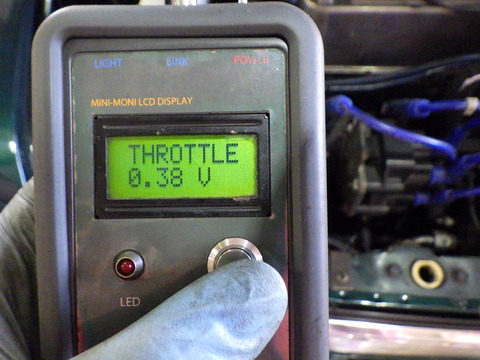 LIGHT LINK POWER
MINI-MONI LCD DISPLAY
THROTTLE
0.38 V
LED